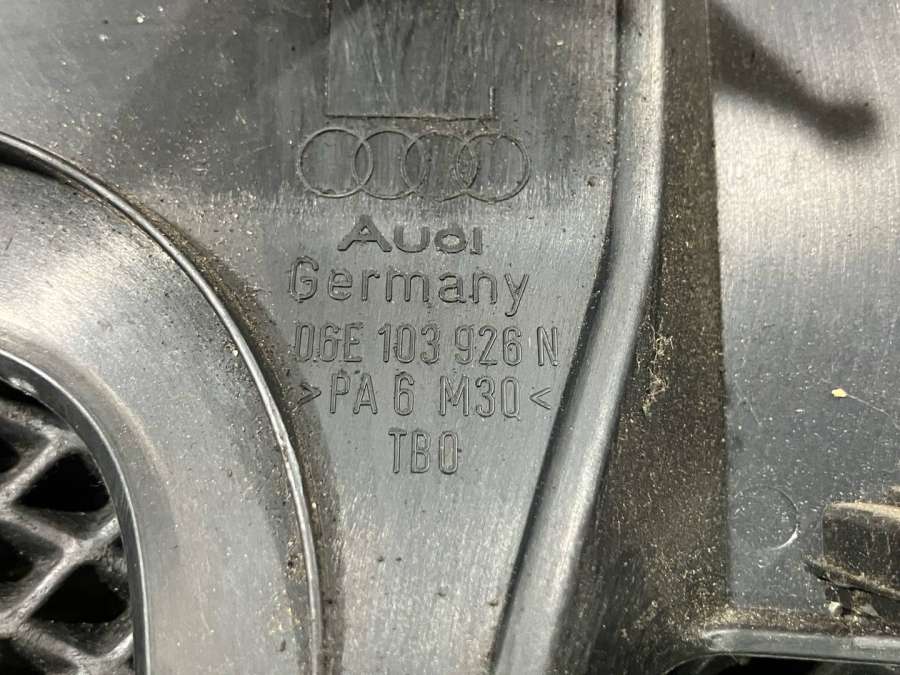 Audi
Germany
06E 103 926 N
>PA 6 M30<
TBO